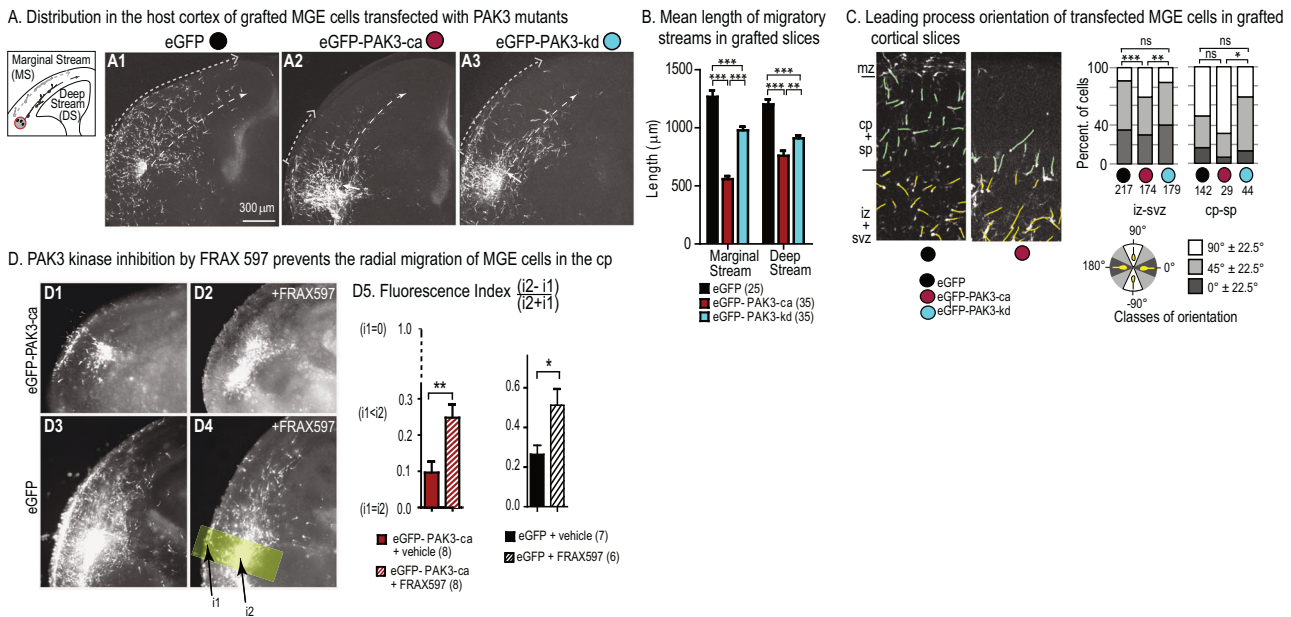 A. Distribution in the host cortex of grafted MGE cells transfected with PAK3 mutants
eGFP
eGFP-PAK3-ca
eGFP-PAK3-kd
Marginal Stream
(MS)
Deep
Stream
(DS)
A1
A2
A3
300 µm
B. Mean length of migratory
streams in grafted slices
Length (µm)
1500
1000
500
0
***
***
***
***
***
**
Marginal
Stream
Deep
Stream
eGFP (25)
eGFP- PAK3-ca (35)
eGFP- PAK3-kd (35)
C. Leading process orientation of transfected MGE cells in grafted
cortical slices
mz
cp
+
sp
iz
+
svz
eGFP
eGFP-PAK3-ca
eGFP-PAK3-kd
Percent. of cells
100
40
0
ns
***
**
ns
ns
*
217
174
179
142
29
44
iz-svz
cp-sp
90°
180°
0°
-90°
Classes of orientation
90° ± 22.5°
45° ± 22.5°
0° ± 22.5°
D. PAK3 kinase inhibition by FRAX 597 prevents the radial migration of MGE cells in the cp
eGFP-PAK3-ca
D1
D2
+FRAX597
eGFP
D3
D4
+FRAX597
i1
i2
D5. Fluorescence Index (i2- i1)
(i2+i1)
(i1=0)
1.0
(i1<i2)
0.3
0.2
0.1
(i1=i2)
0.0
**
eGFP- PAK3-ca
+ vehicle (8)
eGFP- PAK3-ca
+ FRAX597 (8)
0.6
0.4
0.2
0.0
*
eGFP + vehicle (7)
eGFP + FRAX597 (6)